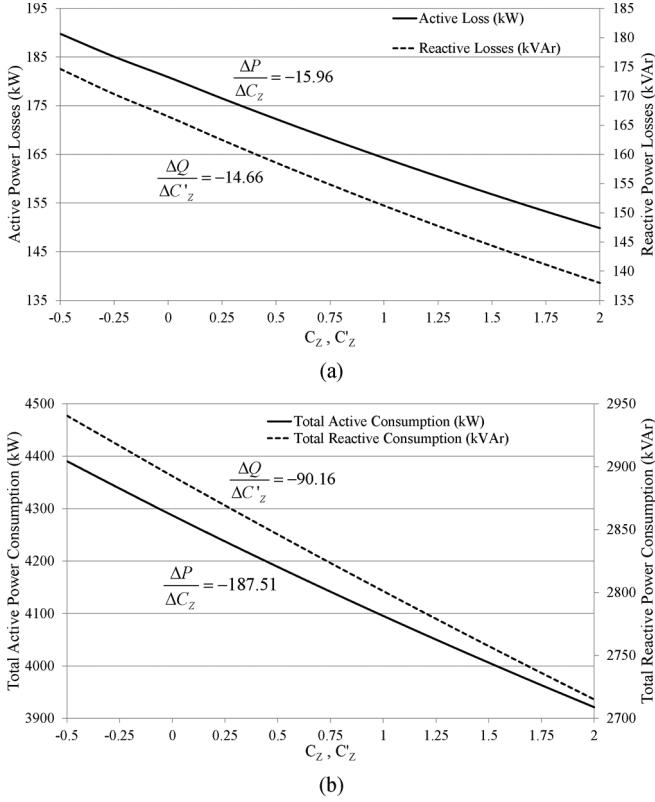 195
185
175
165
155
145
135
Active Power Losses (kW)
Active Loss (kW)
Reactive Losses (kVAr)
ΔP/ΔC_Z = −15.96
ΔQ/ΔC'_Z = −14.66
185
180
175
170
165
160
155
150
145
140
135
Reactive Power Losses (kVAr)
-0.5 -0.25 0 0.25 0.5 0.75 1 1.25 1.5 1.75 2
C_Z , C'_Z
(a)
4500
4400
4300
4200
4100
4000
3900
Total Active Power Consumption (kW)
Total Active Consumption (kW)
Total Reactive Consumption (kVAr)
ΔQ/ΔC'_Z = −90.16
ΔP/ΔC_Z = −187.51
2950
2900
2850
2800
2750
2700
Total Reactive Power Consumption (kVAr)
-0.5 -0.25 0 0.25 0.5 0.75 1 1.25 1.5 1.75 2
C_Z , C'_Z
(b)